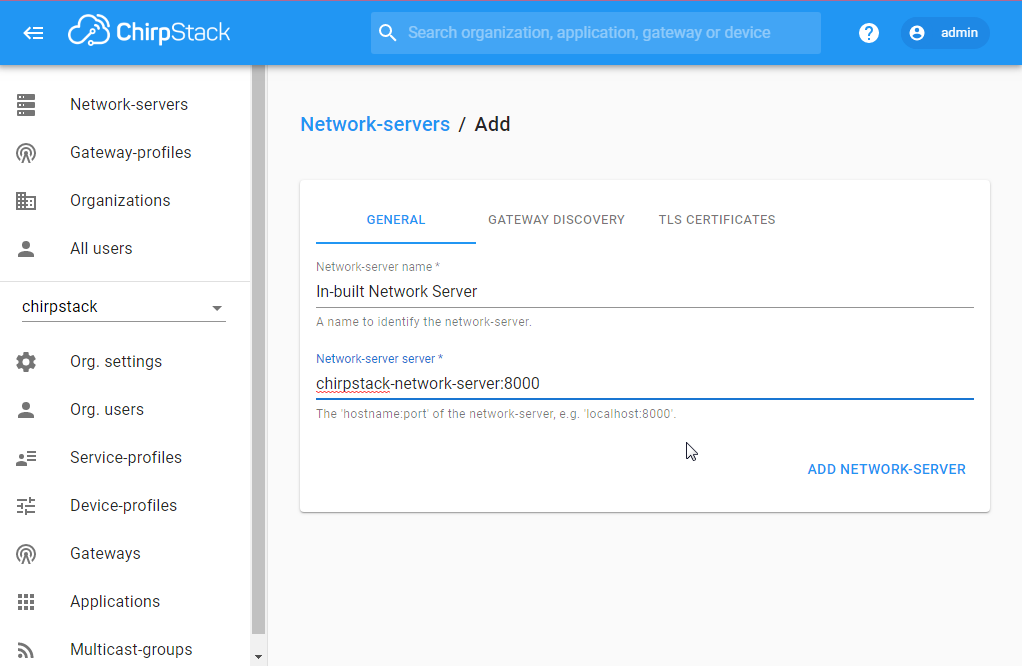 ChirpStack
Search organization, application, gateway or device
? admin
Network-servers
Gateway-profiles
Organizations
All users
chirpstack
Org. settings
Org. users
Service-profiles
Device-profiles
Gateways
Applications
Multicast-groups
Network-servers / Add
GENERAL GATEWAY DISCOVERY TLS CERTIFICATES
Network-server name *
In-built Network Server
A name to identify the network-server.
Network-server server *
chirpstack-network-server:8000
The 'hostname:port' of the network-server, e.g. 'localhost:8000'.
ADD NETWORK-SERVER